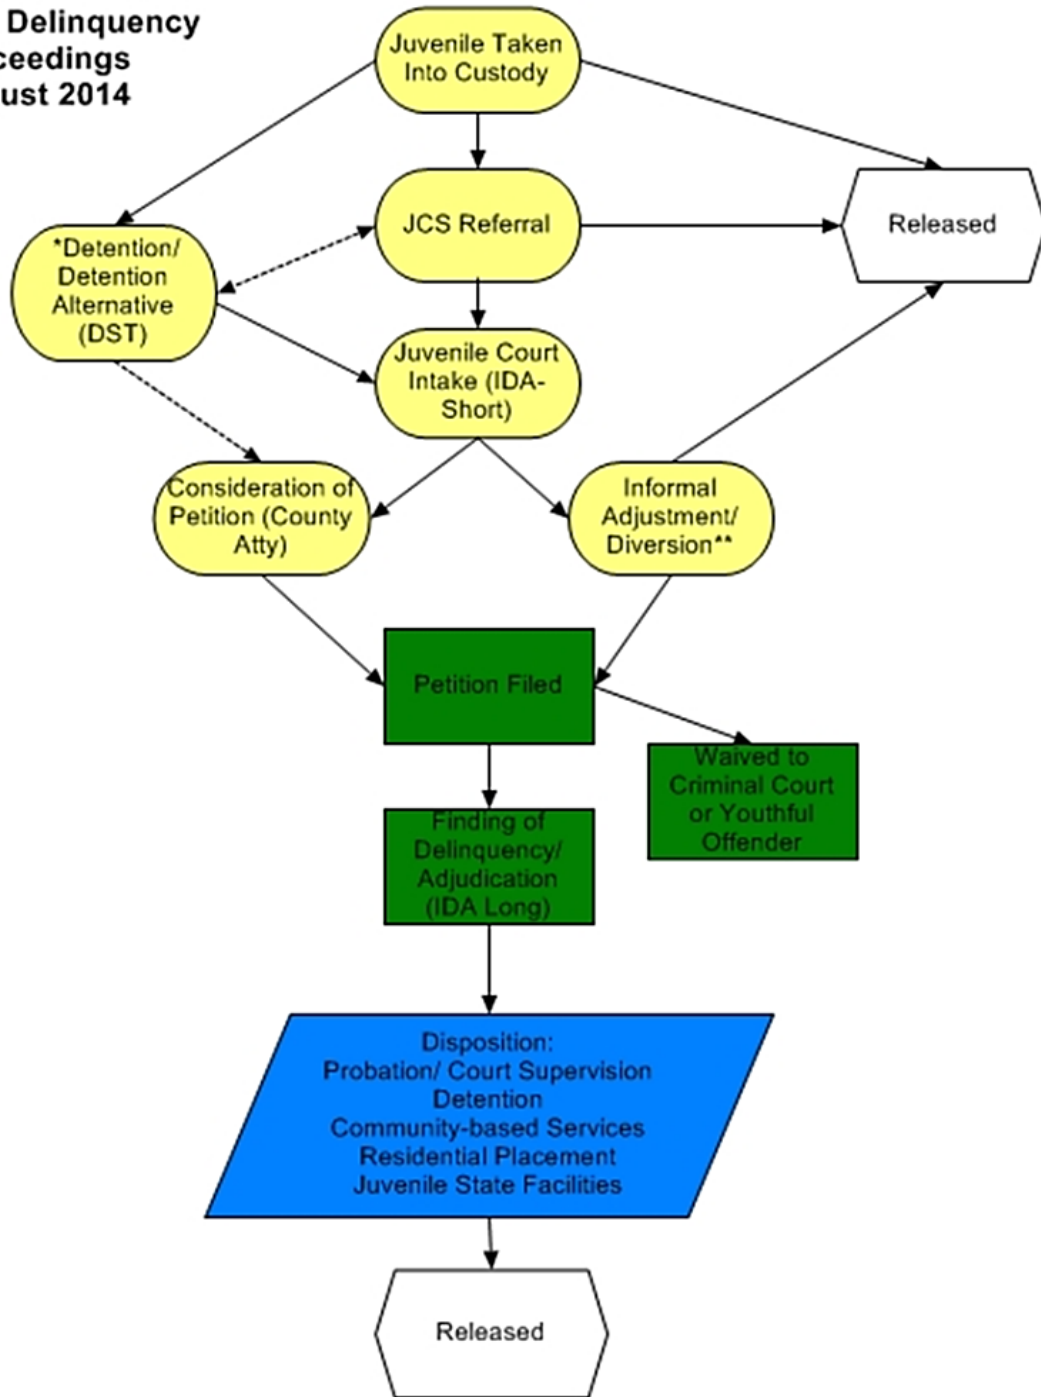 Delinquency
ceedings
ust 2014
Juvenile Taken
Into Custody
JCS Referral
Released
*Detention/
Detention
Alternative
(DST)
Juvenile Court
Intake (IDA-
Short)
Consideration of
Petition (County
Atty)
Informal
Adjustment/
Diversion**
Petition Filed
Waived to
Criminal Court
or Youthful
Offender
Finding of
Delinquency/
Adjudication
(IDA Long)
Disposition:
Probation/ Court Supervision
Detention
Community-based Services
Residential Placement
Juvenile State Facilities
Released